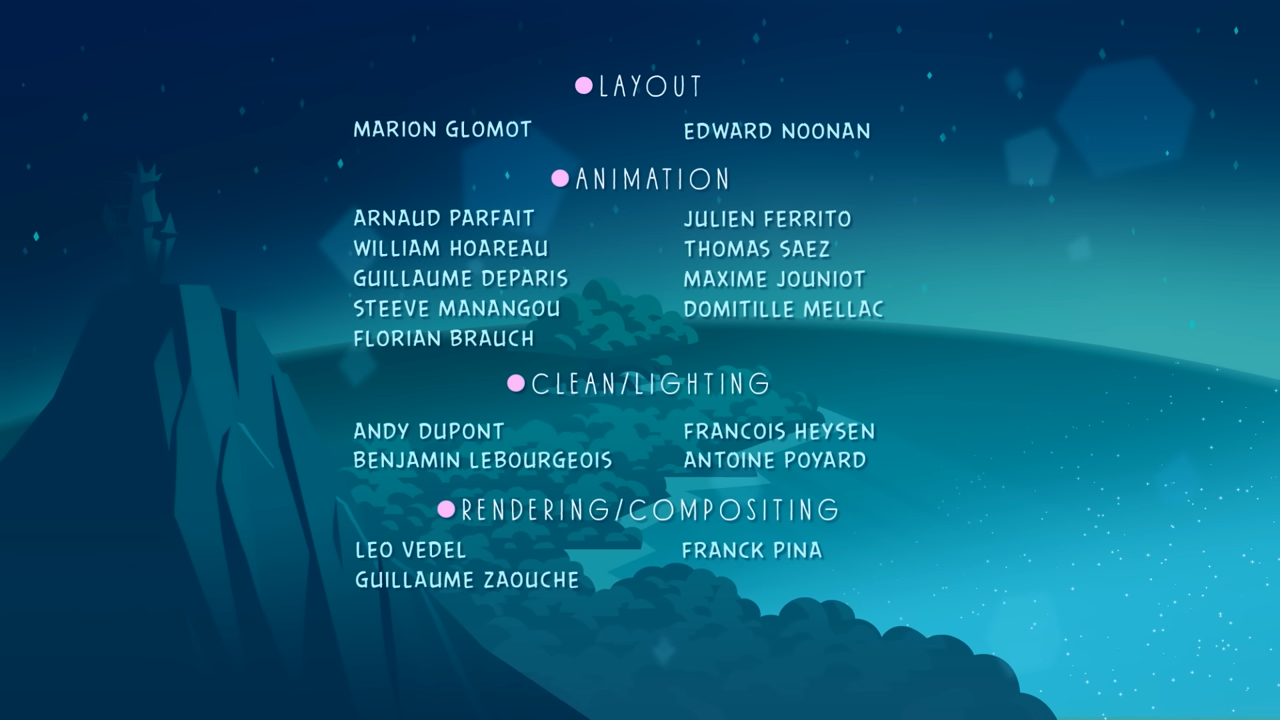 LAYOUT
MARION GLOMOT EDWARD NOONAN
ANIMATION
ARNAUD PARFAIT JULIEN FERRITO
WILLIAM HOAREAU THOMAS SAEZ
GUILLAUME DEPARIS MAXIME JOUNIOT
STEEVE MANANGOU DOMITILLE MELLAC
FLORIAN BRAUCH
CLEAN/LIGHTING
ANDY DUPONT FRANCOIS HEYSEN
BENJAMIN LEBOURGEOIS ANTOINE POYARD
RENDERING/COMPOSITING
LEO VEDEL FRANCK PINA
GUILLAUME ZAOUCHE